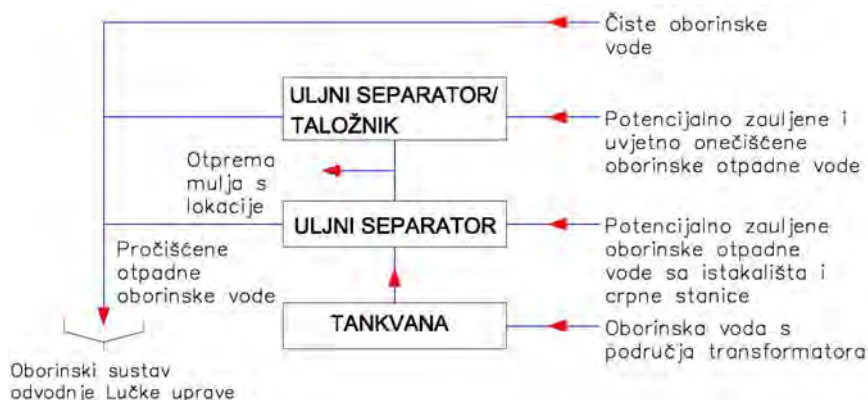 Čiste oborinske
vode
ULJNI SEPARATOR/
TALOŽNIK
Potencijalno zauljene i
uvjetno onečišćene
oborinske otpadne vode
Otprema
mulja s
lokacije
ULJNI SEPARATOR
Potencijalno zauljene
oborinske otpadne
vode sa istakališta i
crpne stanice
Pročišćene
otpadne
oborinske vode
TANKVANA
Oborinska voda s
područja transformatora
Oborinski sustav
odvodnje Lučke uprave